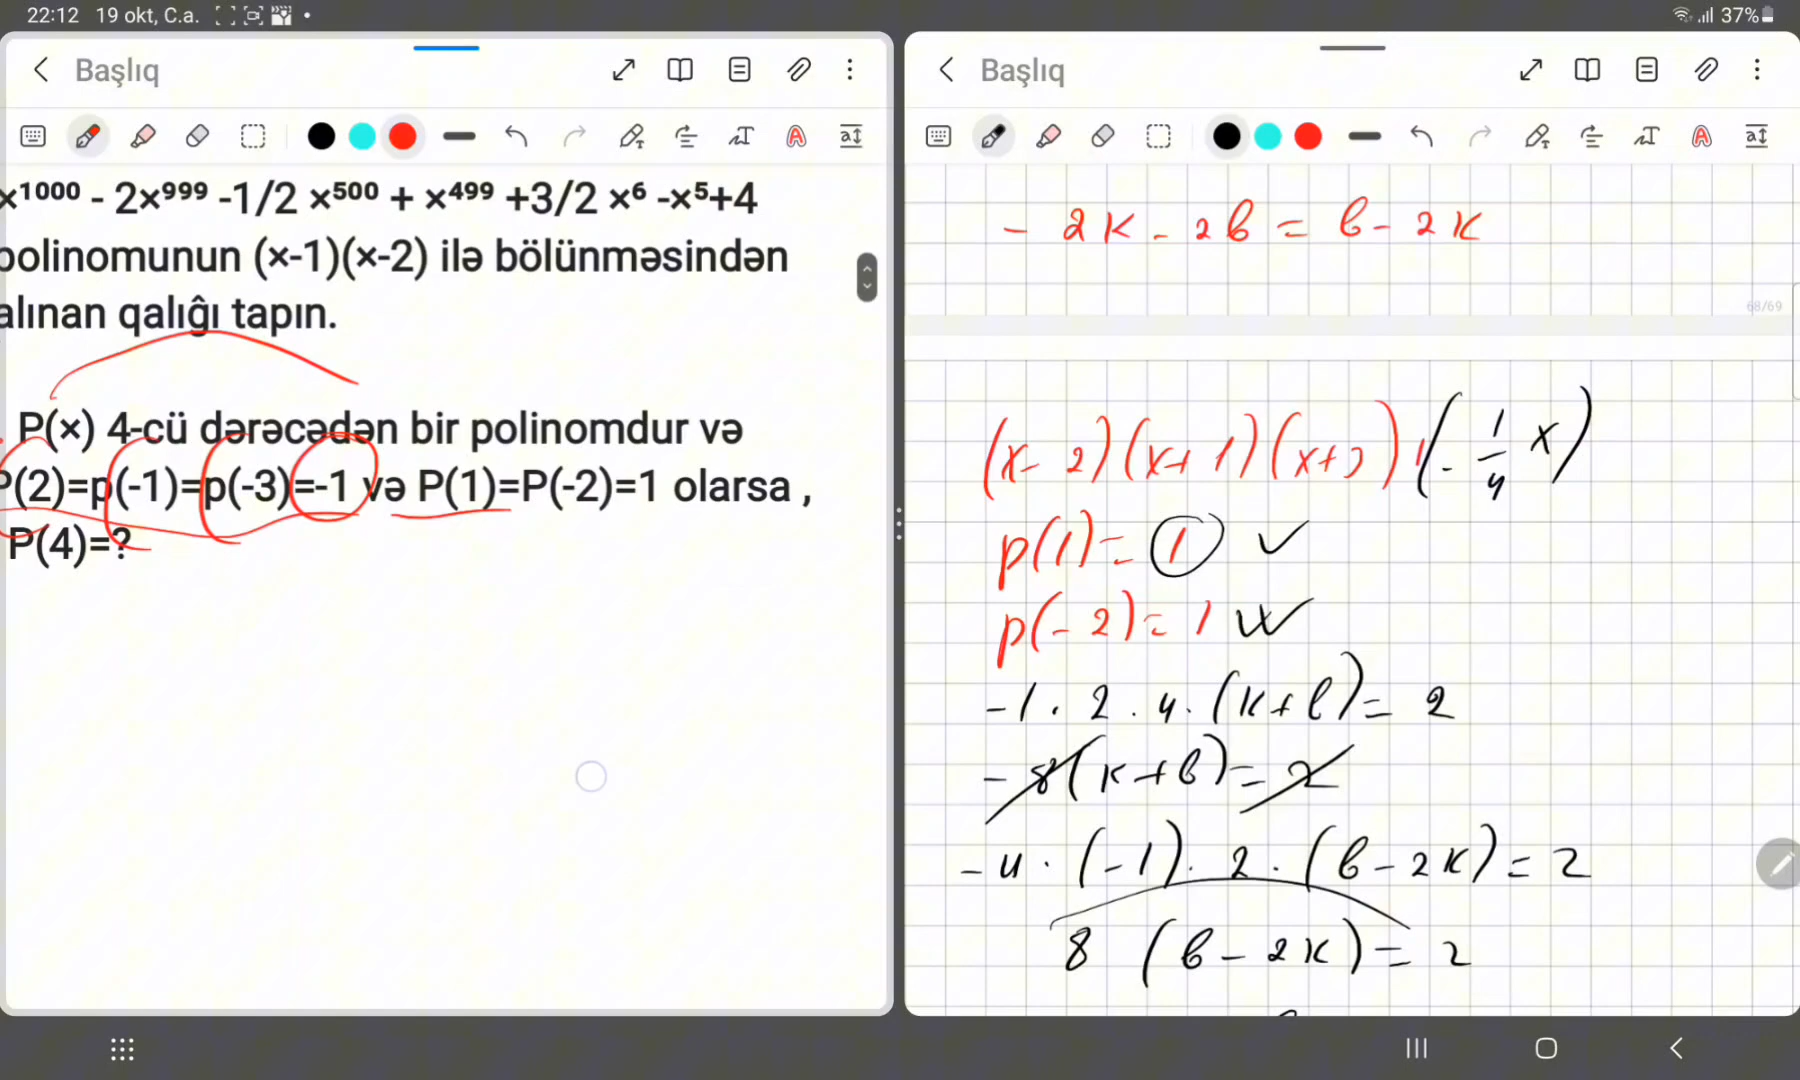 22:12 19 okt, C.a.
37%
Başlıq
x¹⁰⁰⁰ - 2x⁹⁹⁹ -1/2 x⁵⁰⁰ + x⁴⁹⁹ +3/2 x⁶ -x⁵+4
polinomunun (x-1)(x-2) ilə bölünməsindən
alınan qalığı tapın.
P(x) 4-cü dərəcədən bir polinomdur və
P(2)=p(-1)=p(-3)=-1 və P(1)=P(-2)=1 olarsa ,
P(4)=?
Başlıq
- 2k - 2b = b - 2k
68/69
(x-2)(x+1)(x+3) (-1/4 x)
p(1)= 1 ✓
p(-2)= 1 ✓
-1 . 2 . 4 . (k+b) = 2
- 8(k+b) = 2
- 4 . (-1) . 2 . (b - 2k) = 2
8 (b - 2k) = 2